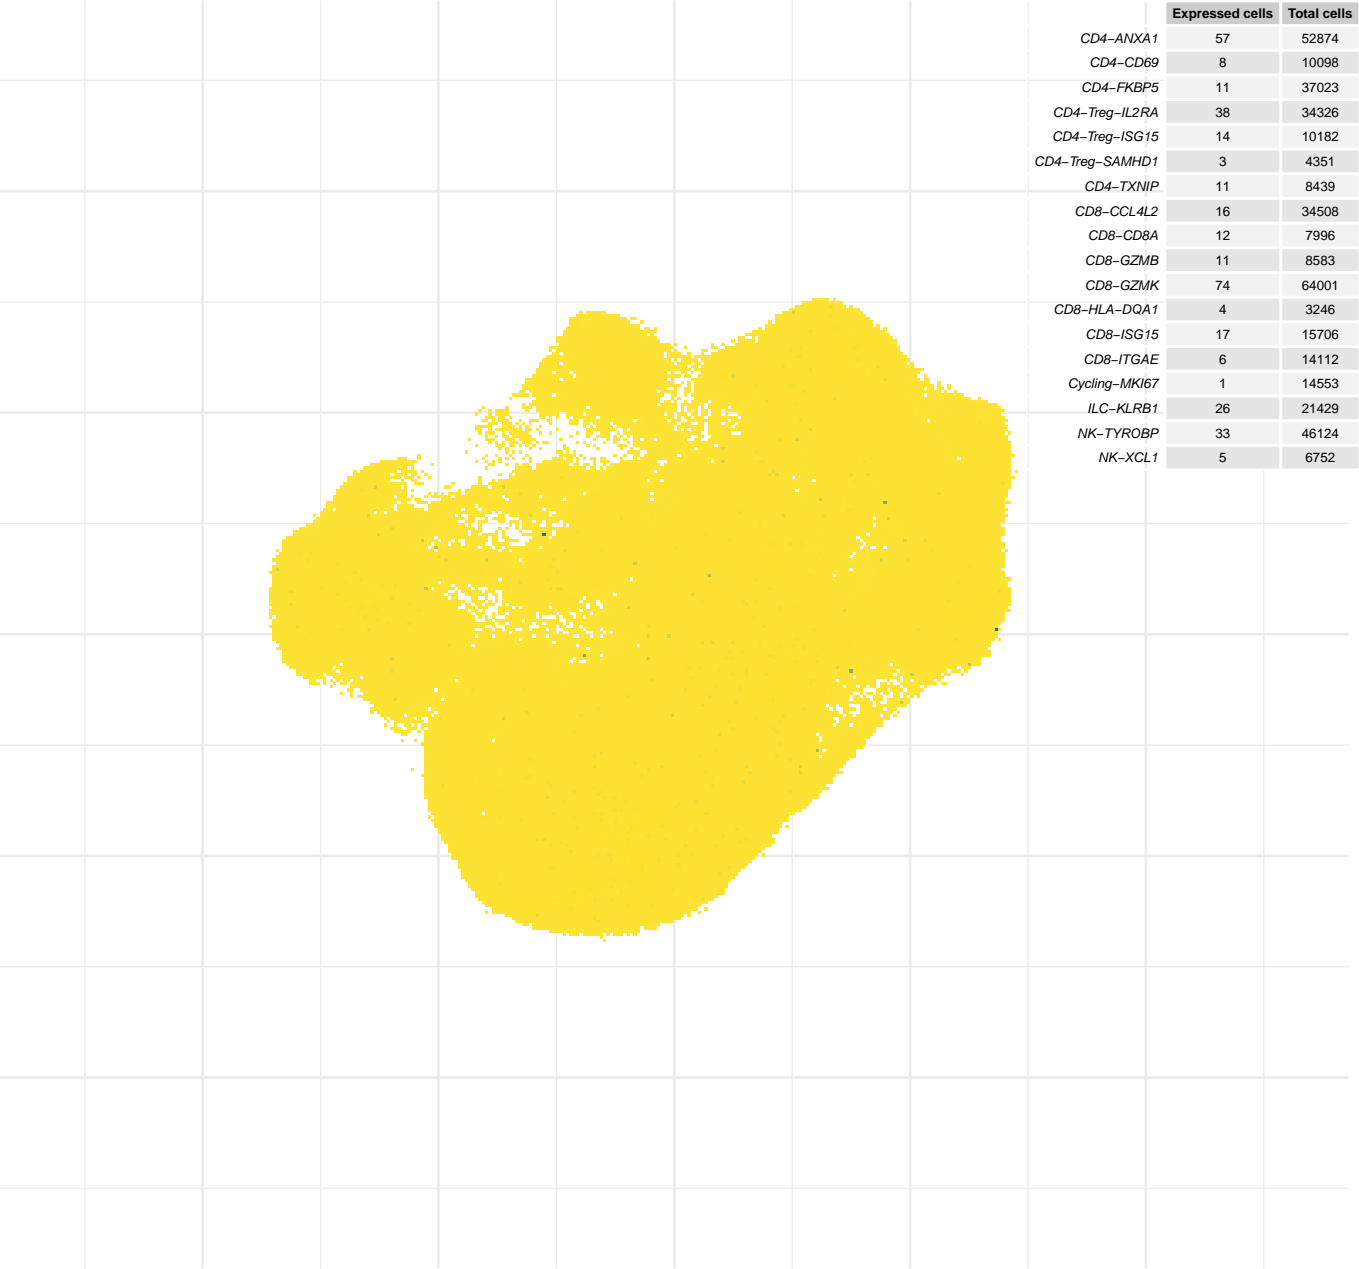 Expressed cells Total cells
CD4−ANXA1 57 52874
CD4−CD69 8 10098
CD4−FKBP5 11 37023
CD4−Treg−IL2RA 38 34326
CD4−Treg−ISG15 14 10182
CD4−Treg−SAMHD1 3 4351
CD4−TXNIP 11 8439
CD8−CCL4L2 16 34508
CD8−CD8A 12 7996
CD8−GZMB 11 8583
CD8−GZMK 74 64001
CD8−HLA−DQA1 4 3246
CD8−ISG15 17 15706
CD8−ITGAE 6 14112
Cycling−MKI67 1 14553
ILC−KLRB1 26 21429
NK−TYROBP 33 46124
NK−XCL1 5 6752